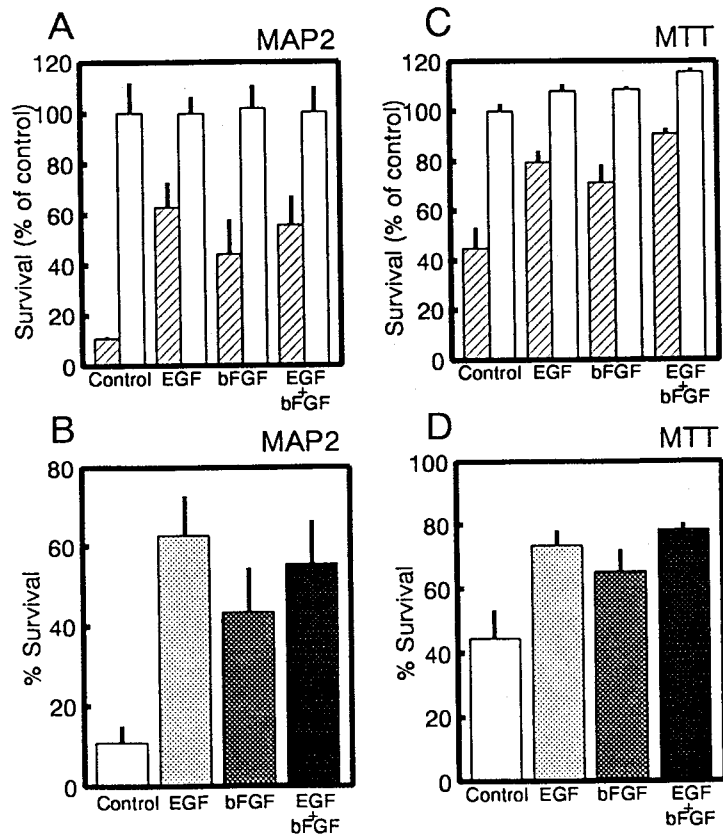 A
MAP2
Survival (% of control)
120
100
80
60
40
20
0
Control EGF bFGF EGF
+
bFGF
C
MTT
Survival (% of control)
120
100
80
60
40
20
0
Control EGF bFGF EGF
+
bFGF
B
MAP2
% Survival
80
60
40
20
0
Control EGF bFGF EGF
+
bFGF
D
MTT
% Survival
100
80
60
40
20
0
Control EGF bFGF EGF
+
bFGF